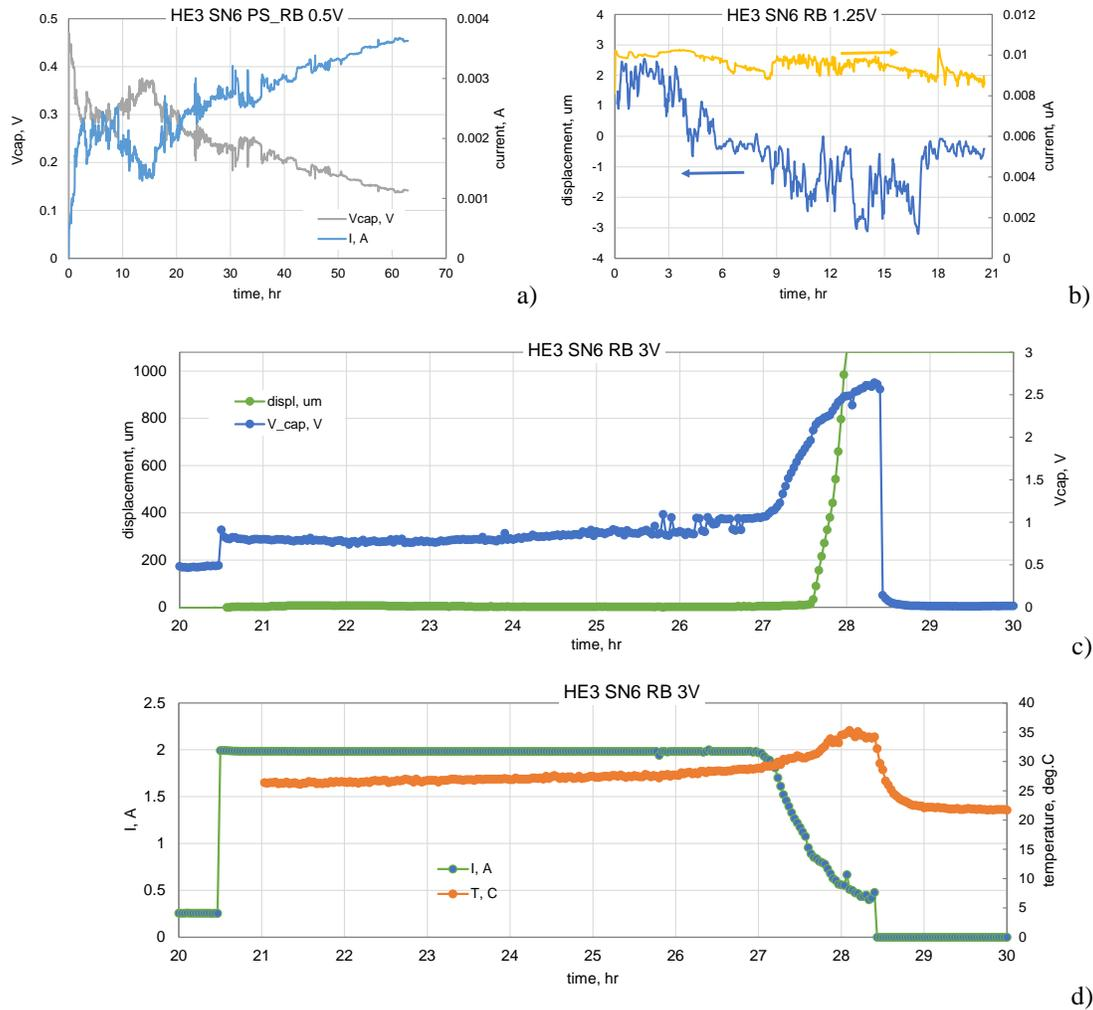 HE3 SN6 PS_RB 0.5V
0.5
0.4
0.3
0.2
0.1
0
Vcap, V
0.004
0.003
0.002
0.001
0
current, A
Vcap, V
I, A
0 10 20 30 40 50 60 70
time, hr
a)
HE3 SN6 RB 1.25V
4
3
2
1
0
-1
-2
-3
-4
displacement, um
0.012
0.010
0.008
0.006
0.004
0.002
0
current, uA
0 3 6 9 12 15 18 21
time, hr
b)
HE3 SN6 RB 3V
1000
800
600
400
200
0
displacement, um
displ, um
V_cap, V
3
2.5
2
1.5
1
0.5
0
Vcap, V
20 21 22 23 24 25 26 27 28 29 30
time, hr
c)
HE3 SN6 RB 3V
2.5
2
1.5
1
0.5
0
I, A
I, A
T, C
40
35
30
25
20
15
10
5
0
temperature, deg.C
20 21 22 23 24 25 26 27 28 29 30
time, hr
d)